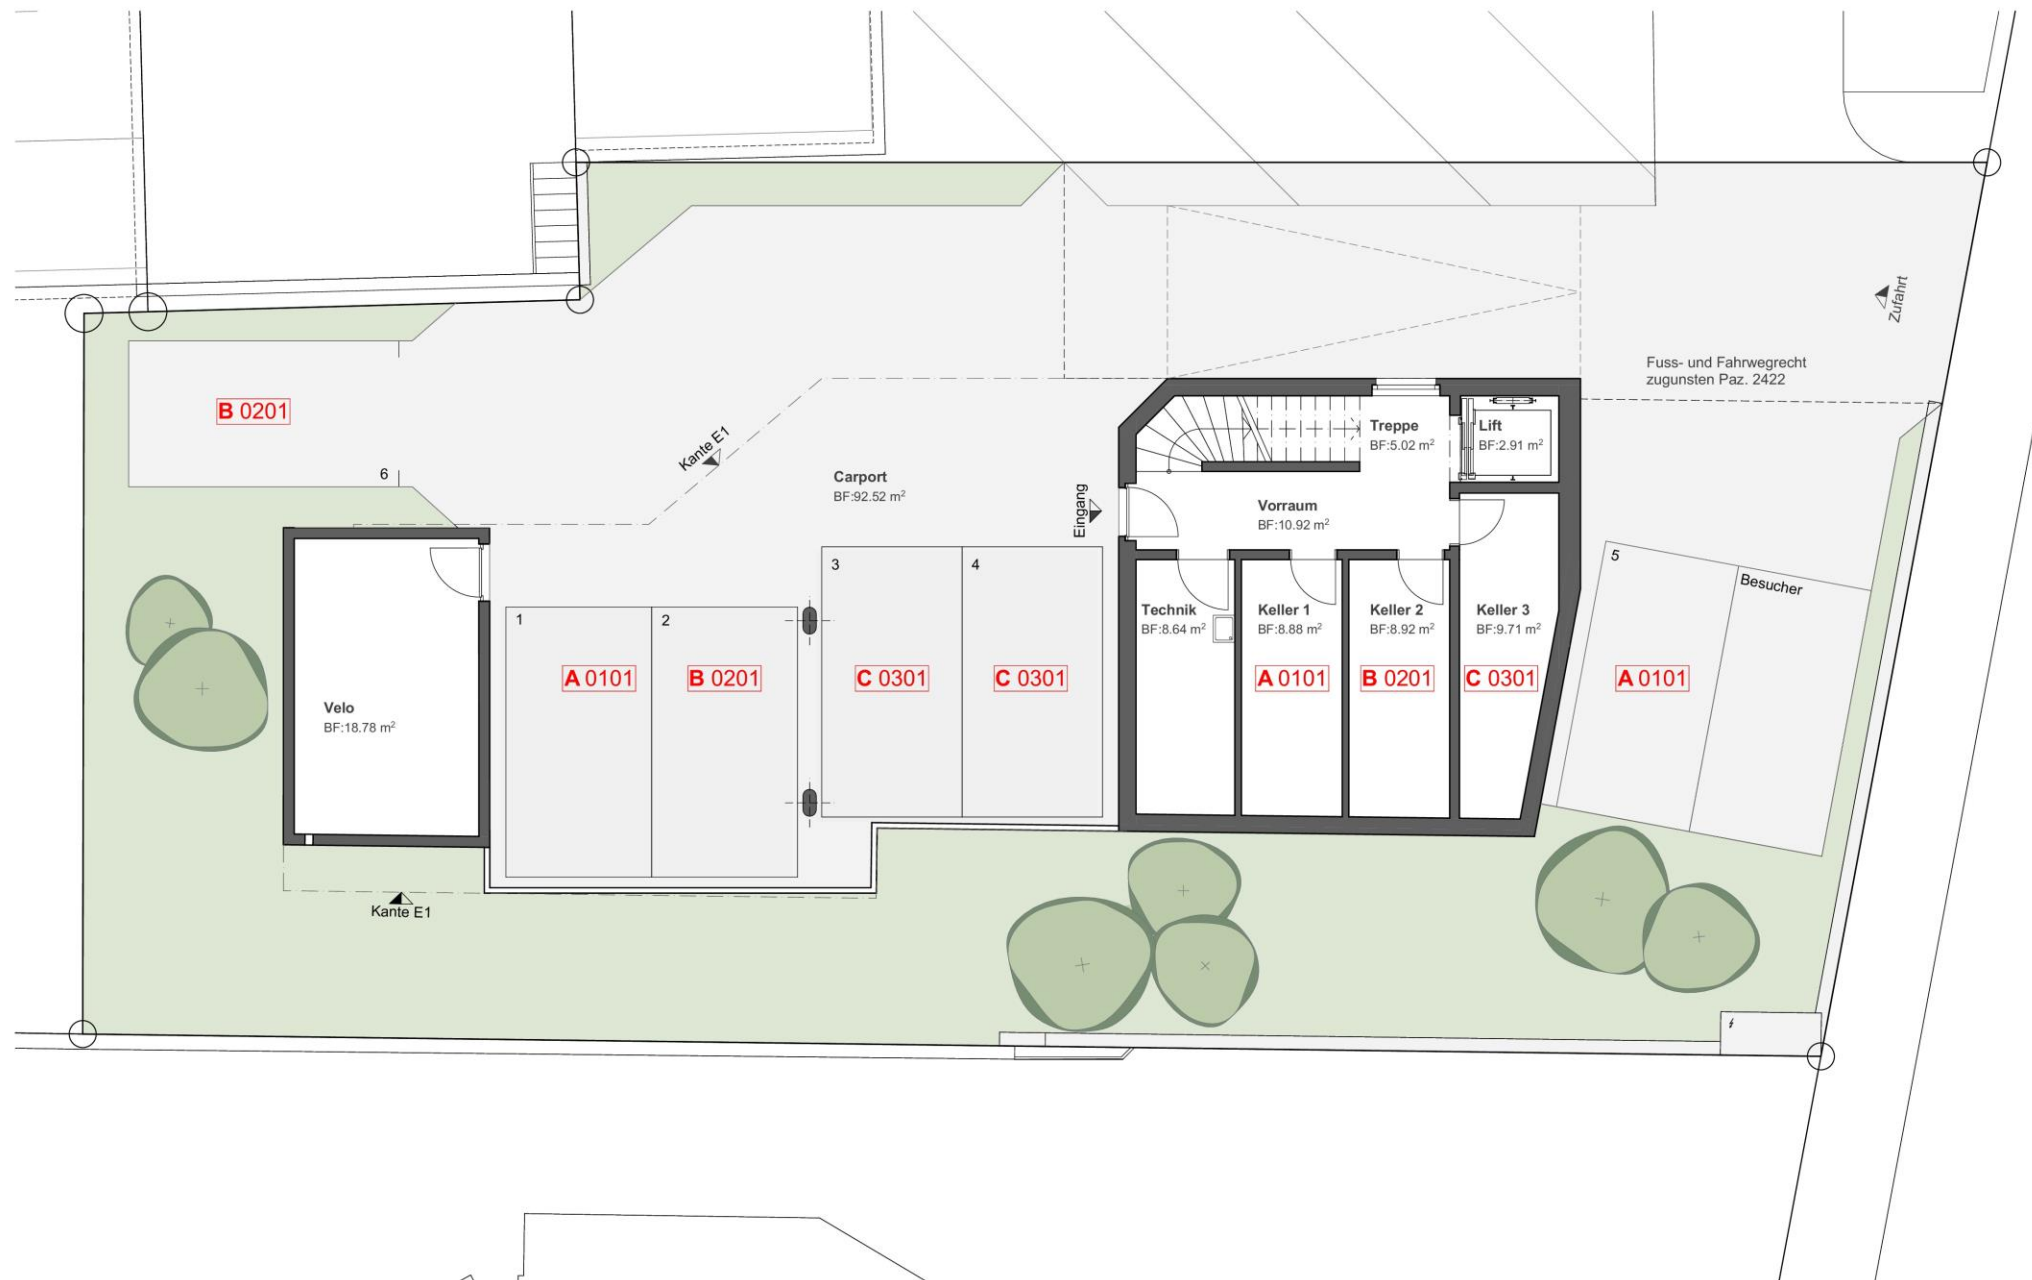 Zufahrt
Fuss- und Fahrwegrecht
zugunsten Paz. 2422
B 0201
6
Kante E1
Carport
BF:92.52 m²
Eingang
Treppe
BF:5.02 m²
Lift
BF:2.91 m²
Vorraum
BF:10.92 m²
Velo
BF:18.78 m²
1
A 0101
2
B 0201
3
C 0301
4
C 0301
Technik
BF:8.64 m²
Keller 1
BF:8.88 m²
A 0101
Keller 2
BF:8.92 m²
B 0201
Keller 3
BF:9.71 m²
C 0301
5
A 0101
Besucher
Kante E1